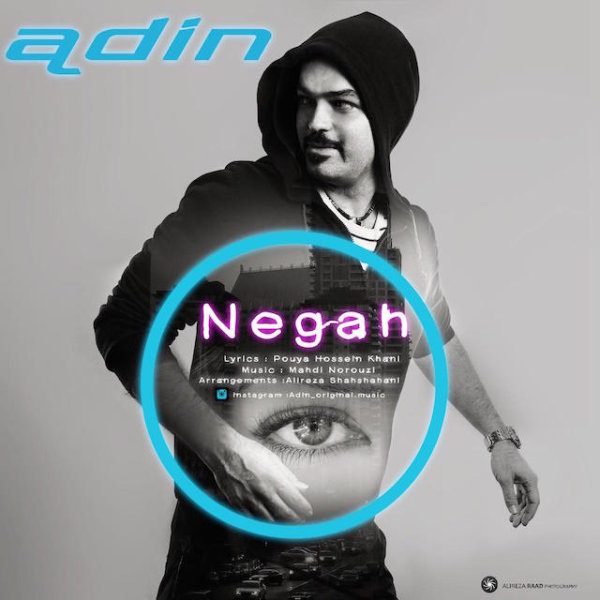 adin
Negah
Lyrics : Pouya Hossein Khani
Music : Mahdi Norouzi
Arrangements :Alireza Shahshahani
Instagram :Adin_original.music
ALIREZA RAAD PHOTOGRAPHY